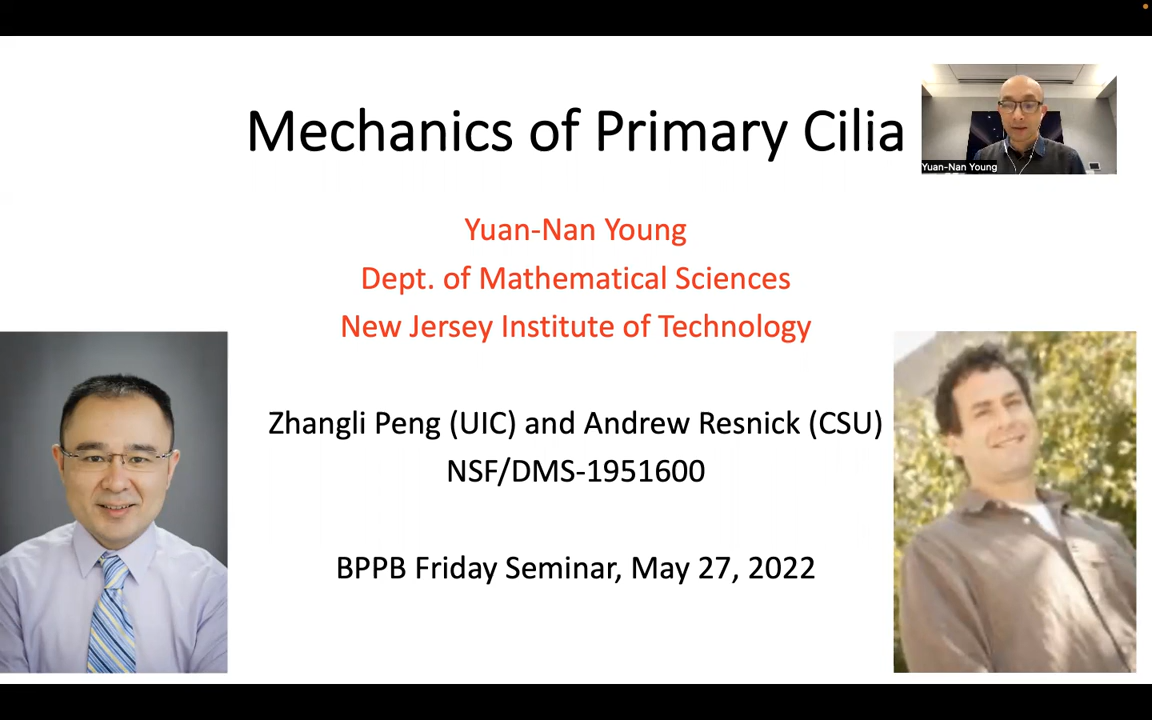 Mechanics of Primary Cilia
Yuan-Nan Young
Yuan-Nan Young
Dept. of Mathematical Sciences
New Jersey Institute of Technology
Zhangli Peng (UIC) and Andrew Resnick (CSU)
NSF/DMS-1951600
BPPB Friday Seminar, May 27, 2022